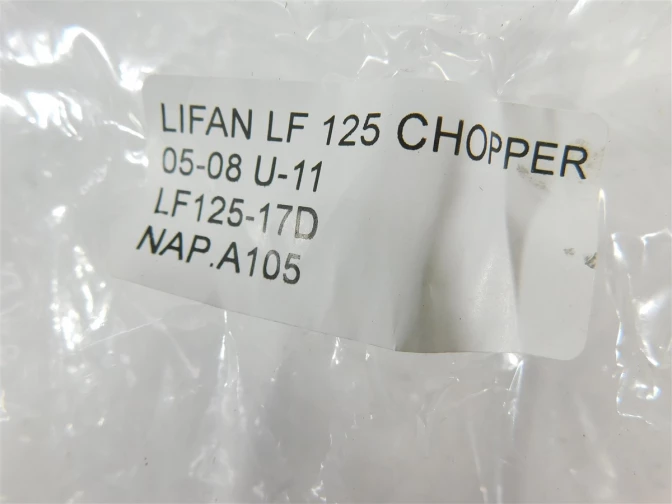 LIFAN LF 125 CHOPPER
05-08 U-11
LF125-17D
NAP.A105